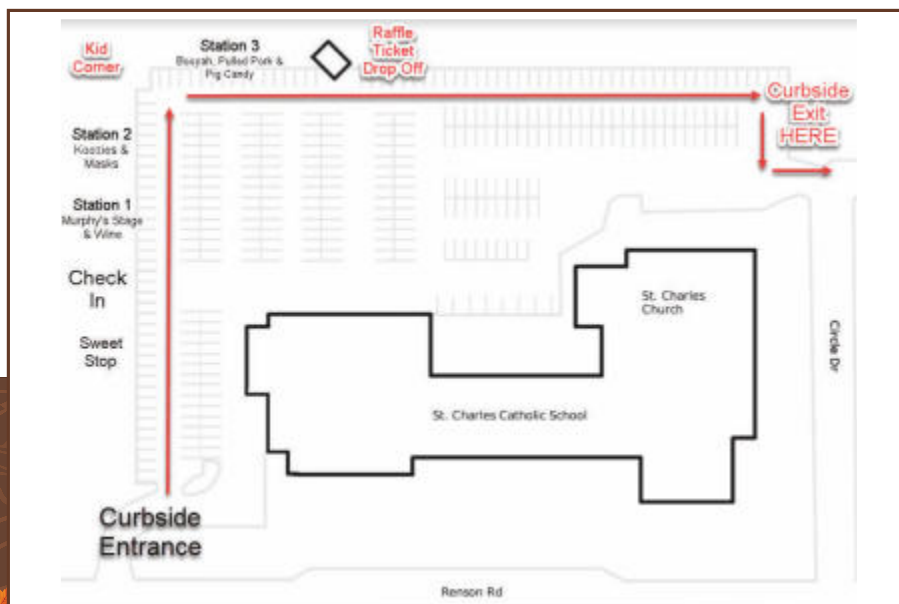 Kid
Corner
Station 3
Booyah, Pulled Pork &
Pig Candy
Raffle
Ticket
Drop Off
Curbside
Exit
HERE
Station 2
Koozies &
Masks
Station 1
Murphy's Stage
& Wine
Check
In
Sweet
Stop
St. Charles
Church
Circle Dr
St. Charles Catholic School
Curbside
Entrance
Renson Rd